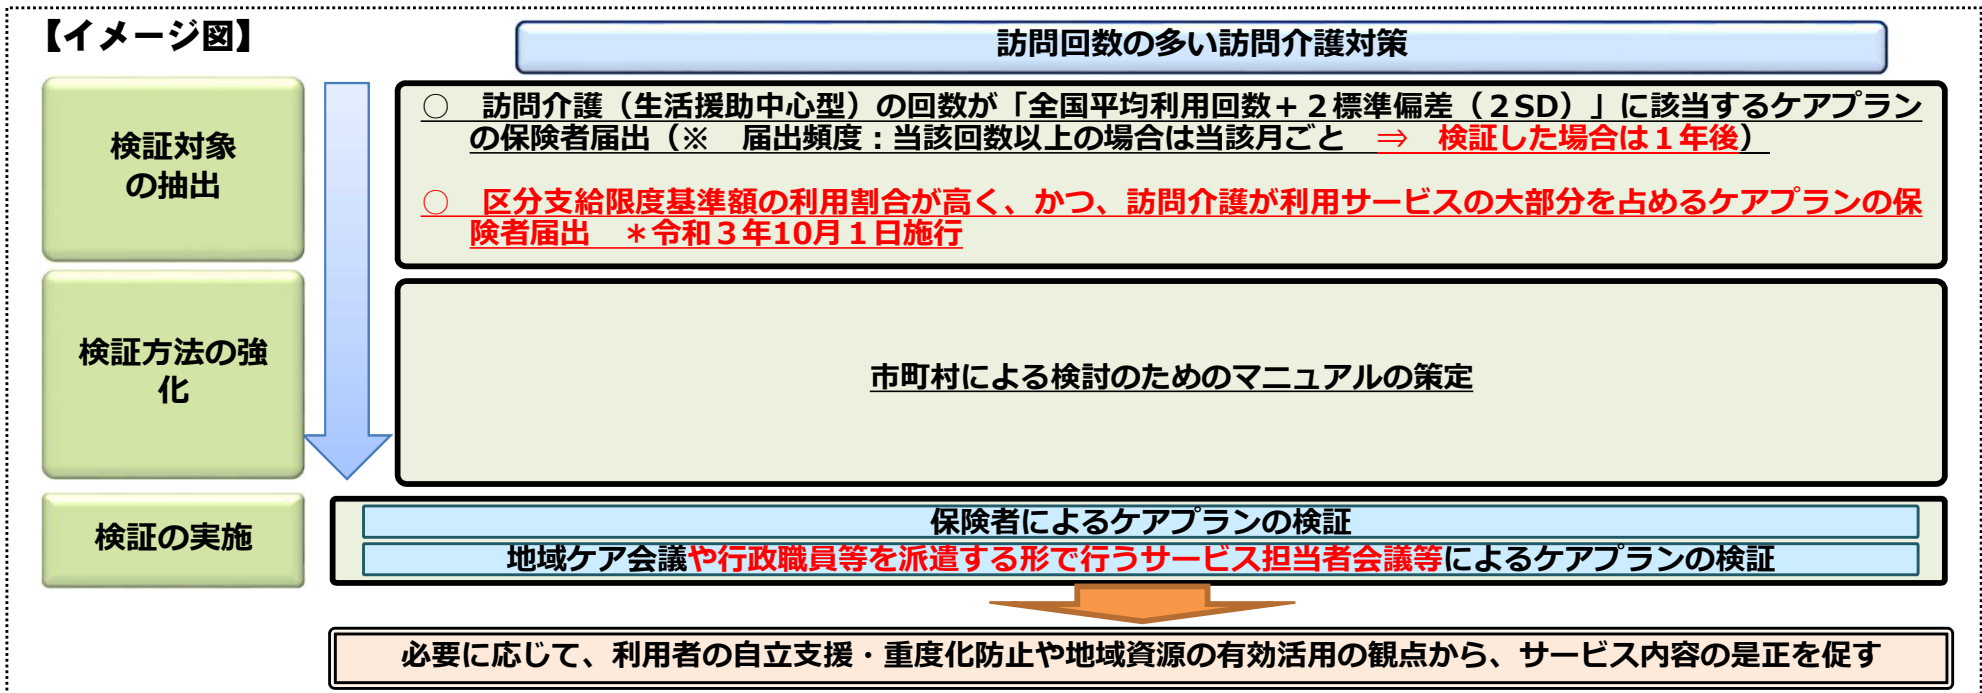 【イメージ図】
訪問回数の多い訪問介護対策
検証対象
の抽出
○　訪問介護（生活援助中心型）の回数が「全国平均利用回数＋２標準偏差（２SD）」に該当するケアプラン
の保険者届出（※　届出頻度：当該回数以上の場合は当該月ごと　⇒　検証した場合は１年後）
○　区分支給限度基準額の利用割合が高く、かつ、訪問介護が利用サービスの大部分を占めるケアプランの保
険者届出　＊令和３年10月１日施行
検証方法の強
化
市町村による検討のためのマニュアルの策定
検証の実施
保険者によるケアプランの検証
地域ケア会議や行政職員等を派遣する形で行うサービス担当者会議等によるケアプランの検証
必要に応じて、利用者の自立支援・重度化防止や地域資源の有効活用の観点から、サービス内容の是正を促す